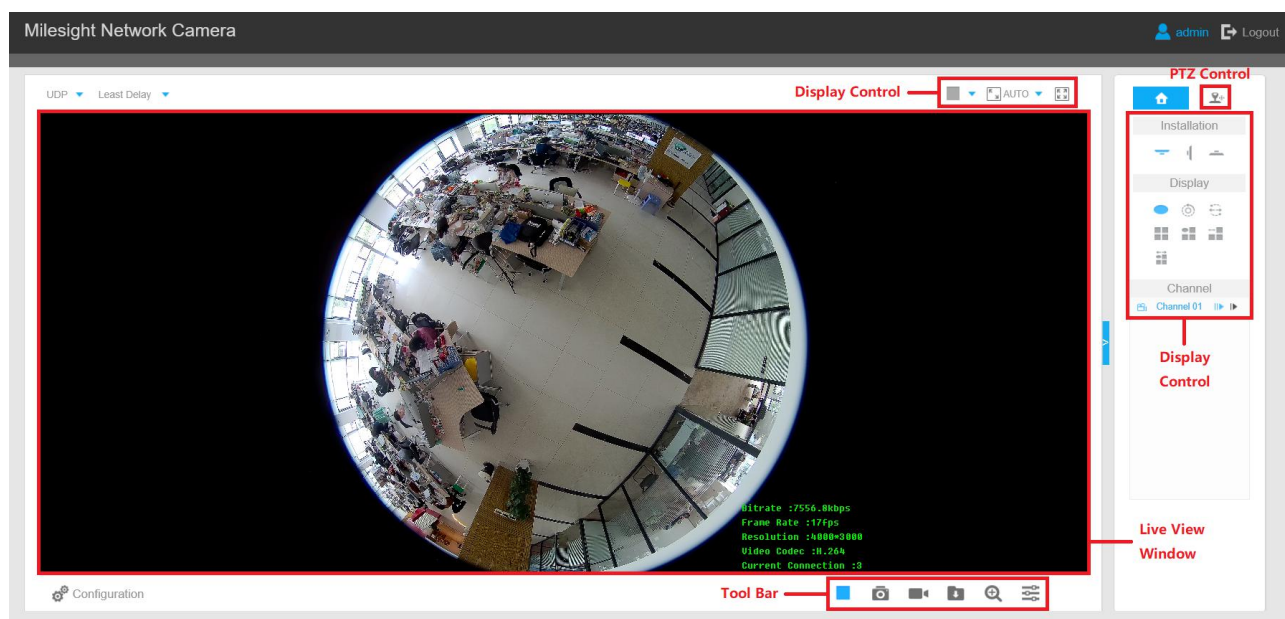 Milesight Network Camera
admin Logout
PTZ Control
UDP Least Delay
Display Control
AUTO
Installation
Display
Channel
Channel 01
Display
Control
Bitrate :7556.8kbps
Frame Rate :17fps
Resolution :4000*3000
Video Codec :H.264
Current Connection :3
Live View
Window
Configuration
Tool Bar